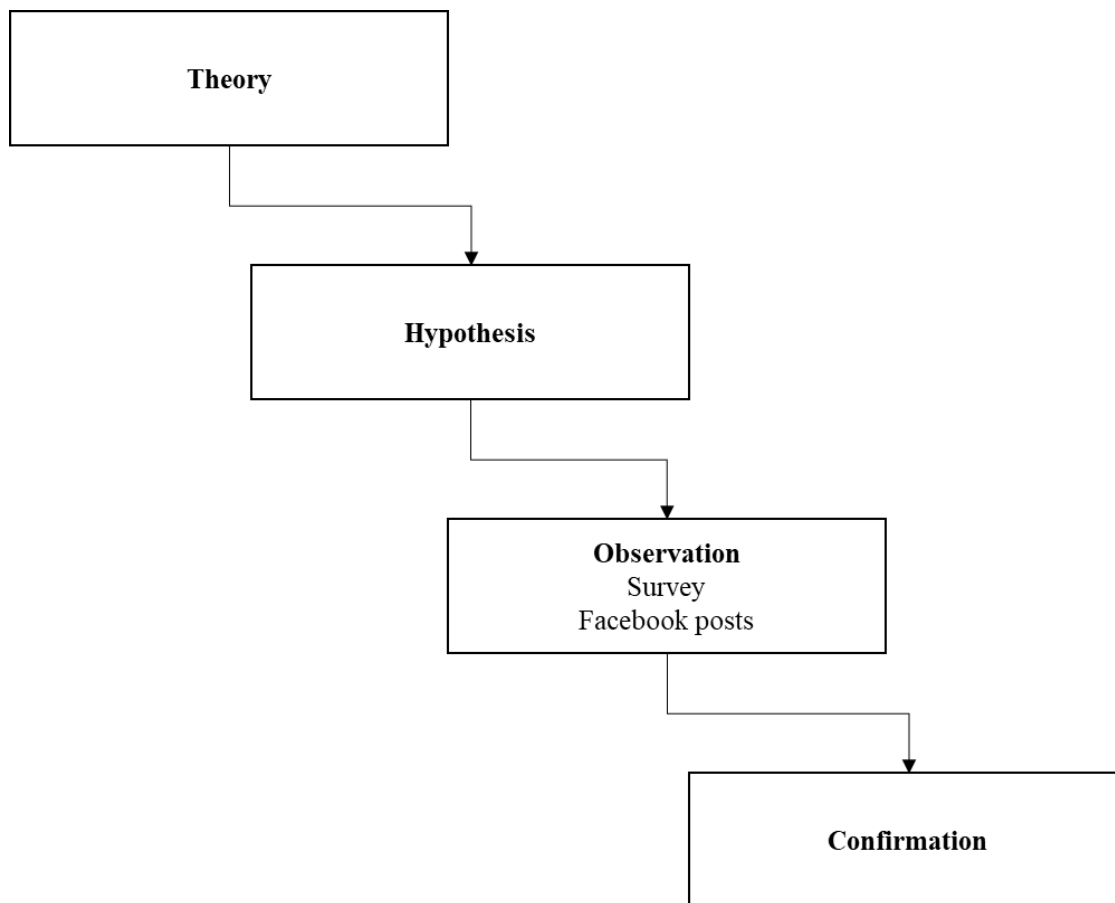 Theory
Hypothesis
Observation
Survey
Facebook posts
Confirmation